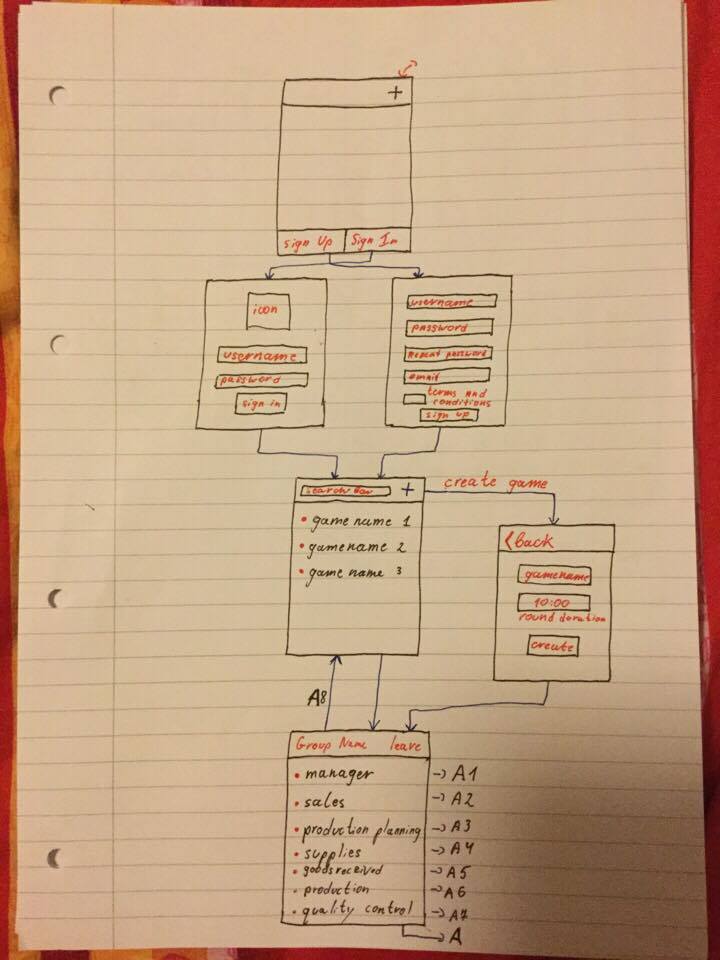 +
Sign Up Sign In
icon
username
password
sign in
username
password
Repeat password
email
terms and
conditions
sign up
search bar +
create game
• game name 1
• gamename 2
• game name 3
< Back
gamename
10:00
round doration
create
A8
Group Name leave
• manager -> A1
• sales -> A2
• production planning -> A3
• supplies -> A4
• goods received -> A5
• production -> A6
• quality control -> A7
-> A